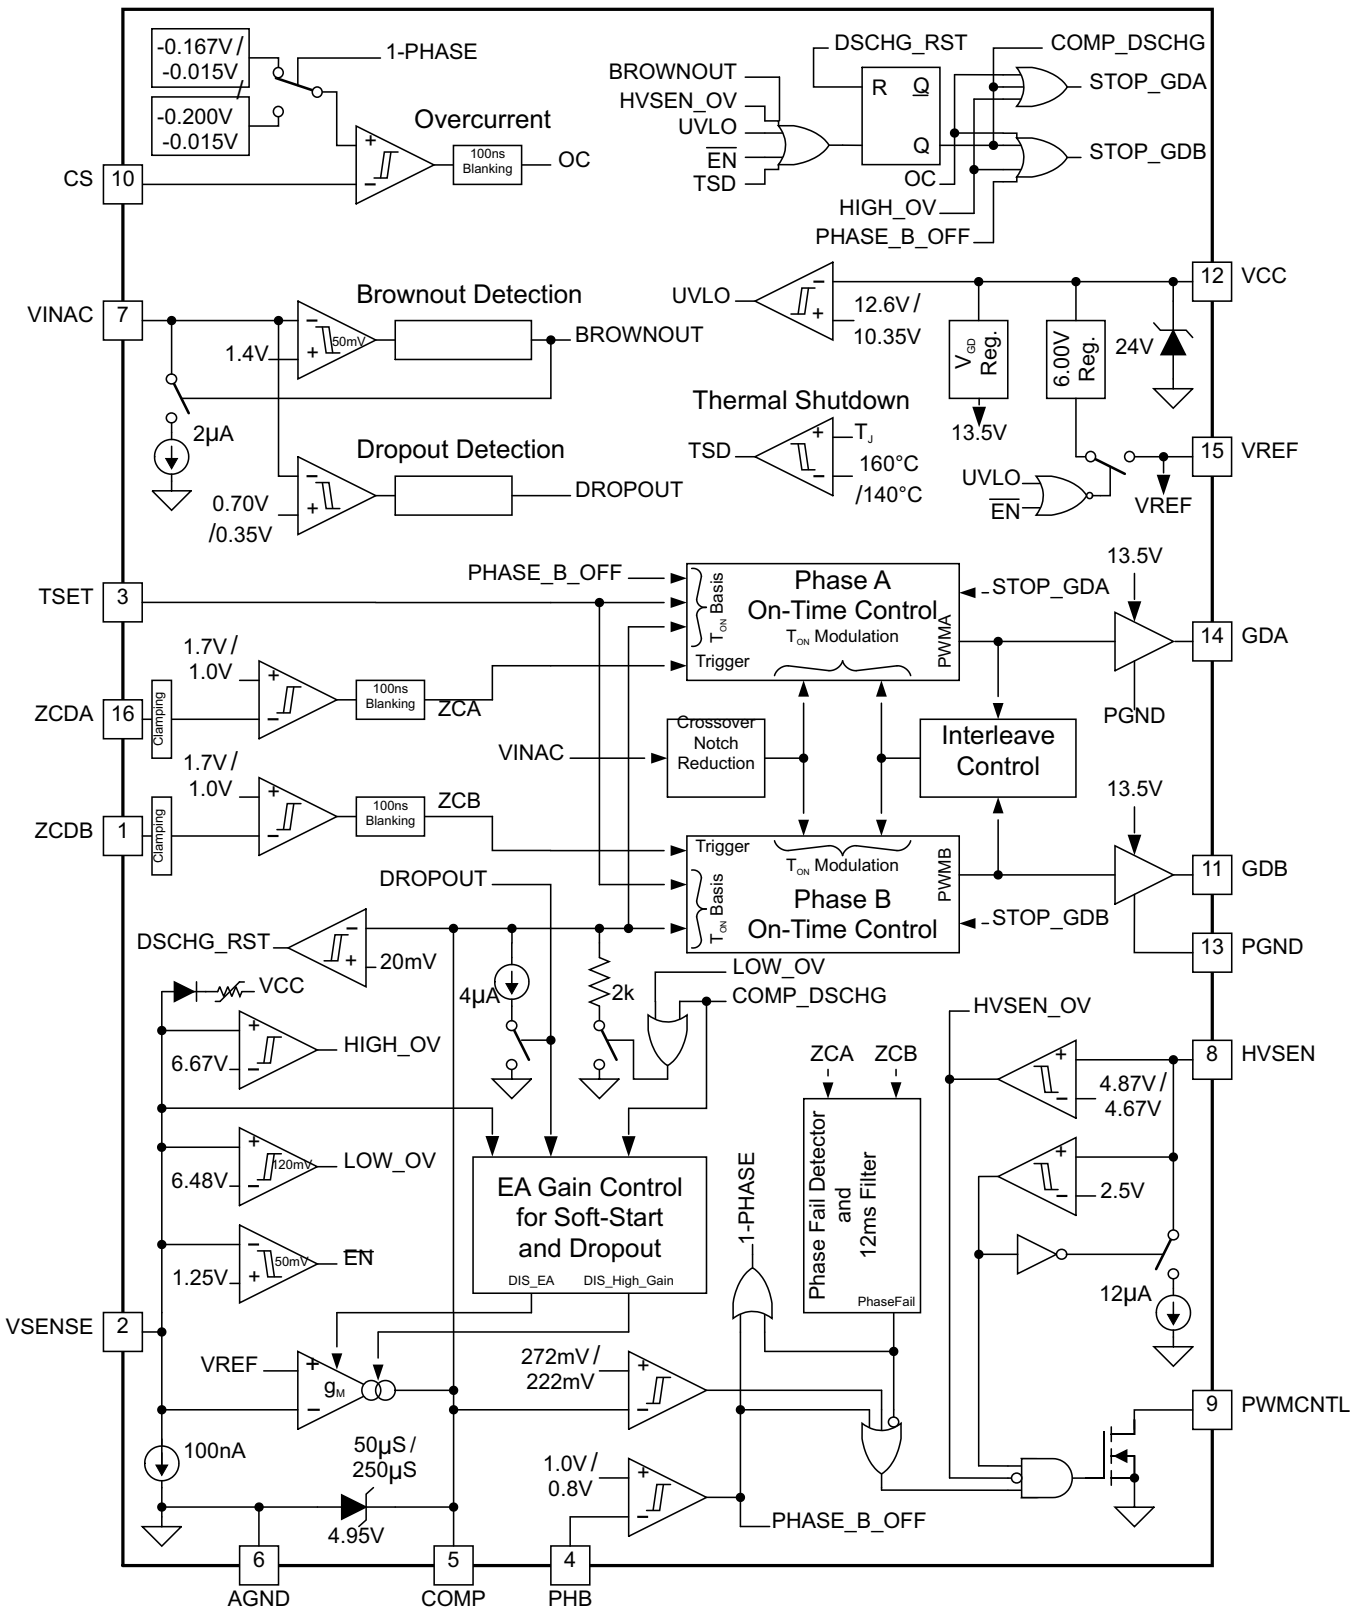 -0.167V /
-0.015V
1-PHASE
-0.200V /
-0.015V
Overcurrent
+
−
100ns
Blanking
OC
CS
10
DSCHG_RST
COMP_DSCHG
BROWNOUT
HVSEN_OV
UVLO
EN
TSD
R
Q
Q
STOP_GDA
STOP_GDB
OC
HIGH_OV
PHASE_B_OFF
12
VCC
VINAC
7
Brownout Detection
−
+
50mV
1.4V
BROWNOUT
2µA
Dropout Detection
−
+
0.70V
/0.35V
DROPOUT
UVLO
−
+
12.6V /
10.35V
VGD
Reg.
13.5V
6.00V
Reg.
24V
Thermal Shutdown
TSD
+
−
TJ
160°C
/140°C
UVLO
EN
VREF
15
VREF
TSET
3
PHASE_B_OFF
TON Basis
Phase A
On-Time Control
TON Modulation
Trigger
PWMA
STOP_GDA
13.5V
14
GDA
PGND
1.7V /
1.0V
+
−
ZCDA
16
Clamping
100ns
Blanking
ZCA
VINAC
Crossover
Notch
Reduction
Interleave
Control
1.7V /
1.0V
+
−
ZCDB
1
Clamping
100ns
Blanking
ZCB
13.5V
Trigger
TON Modulation
TON Basis
Phase B
On-Time Control
PWMB
STOP_GDB
11
GDB
13
PGND
DROPOUT
DSCHG_RST
−
+
20mV
VCC
4µA
2k
LOW_OV
COMP_DSCHG
+
−
6.67V
HIGH_OV
+
−
120mV
6.48V
LOW_OV
−
+
50mV
1.25V
EN
EA Gain Control
for Soft-Start
and Dropout
DIS_EA
DIS_High_Gain
ZCA
ZCB
Phase Fail Detector
and
12ms Filter
PhaseFail
1-PHASE
HVSEN_OV
8
HVSEN
+
−
4.87V /
4.67V
+
−
2.5V
12µA
VSENSE
2
VREF
+
−
gM
272mV /
222mV
+
−
9
PWMCNTL
100nA
50µS /
250µS
4.95V
1.0V /
0.8V
+
−
PHASE_B_OFF
6
AGND
5
COMP
4
PHB